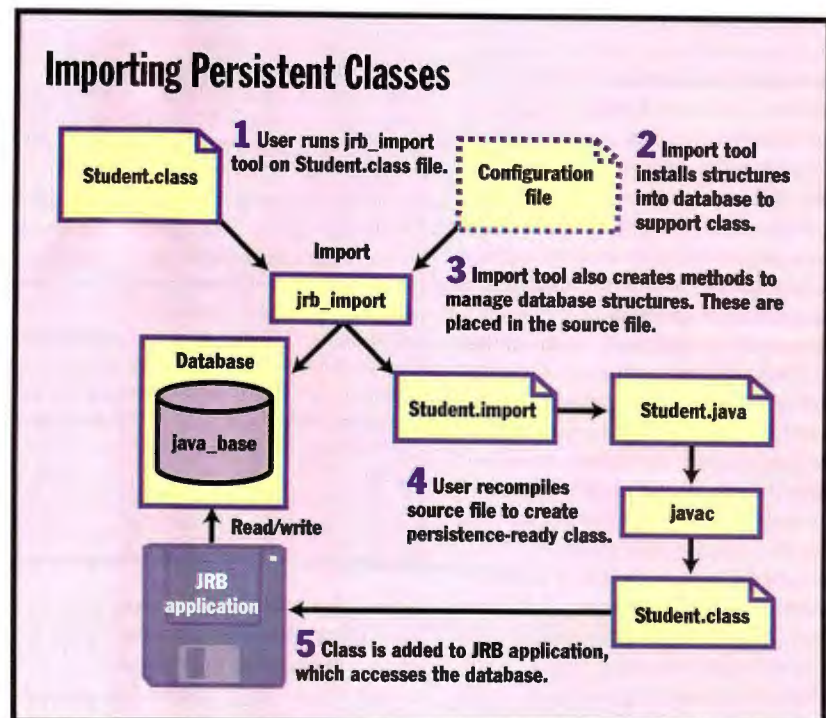 Importing Persistent Classes
Student.class
1 User runs jrb_import
tool on Student.class file.
Configuration
file
2 Import tool
installs structures
into database to
support class.
Import
jrb_import
3 Import tool also creates methods to
manage database structures. These are
placed in the source file.
Database
java_base
Student.import
Student.java
4 User recompiles
source file to create
persistence-ready class.
javac
Read/write
JRB
application
Student.class
5 Class is added to JRB application,
which accesses the database.